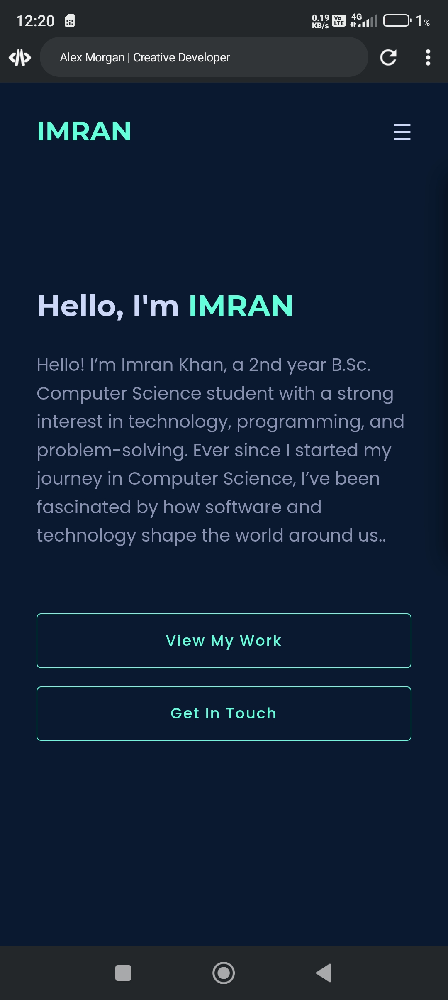 12:20
0.19
KB/s
Vo
LTE
4G
1%
Alex Morgan | Creative Developer
IMRAN
Hello, I'm IMRAN
Hello! I’m Imran Khan, a 2nd year B.Sc.
Computer Science student with a strong
interest in technology, programming, and
problem-solving. Ever since I started my
journey in Computer Science, I’ve been
fascinated by how software and
technology shape the world around us..
View My Work
Get In Touch